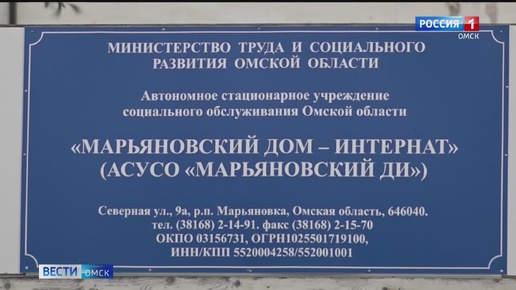 РОССИЯ 1
ОМСК
МИНИСТЕРСТВО ТРУДА И СОЦИАЛЬНОГО
РАЗВИТИЯ ОМСКОЙ ОБЛАСТИ
Автономное стационарное учреждение
социального обслуживания Омской области
«МАРЬЯНОВСКИЙ ДОМ – ИНТЕРНАТ»
(АСУСО «МАРЬЯНОВСКИЙ ДИ»)
Северная ул., 9а, р.п. Марьяновка, Омская область, 646040.
тел. (38168) 2-14-91. факс (38168) 2-15-70
ОКПО 03156731, ОГРН1025501719100,
ИНН/КПП 5520004258/552001001
ВЕСТИ ОМСК